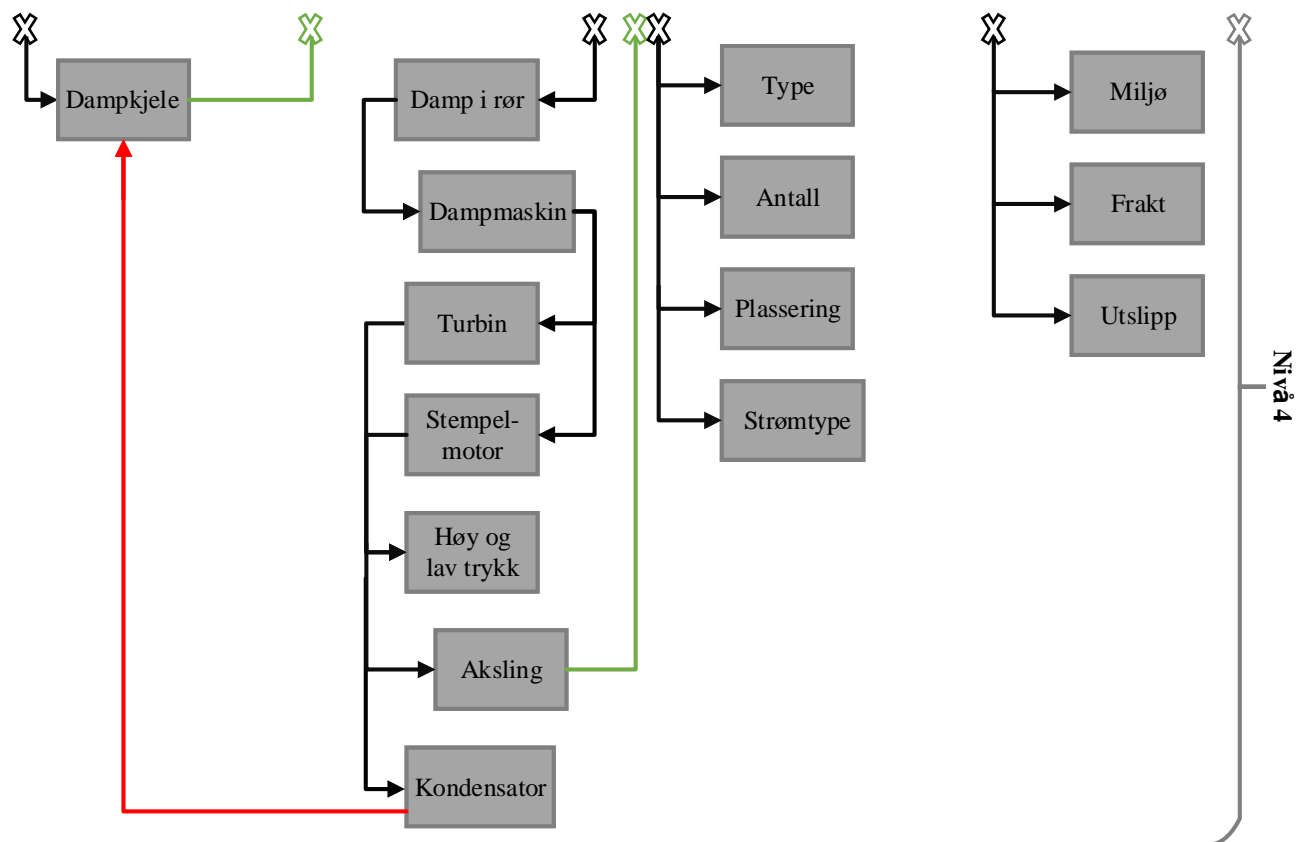 Dampkjele
Damp i rør
Dampmaskin
Turbin
Stempel-
motor
Høy og
lav trykk
Aksling
Kondensator
Type
Antall
Plassering
Strømtype
Miljø
Frakt
Utslipp
Nivå 4